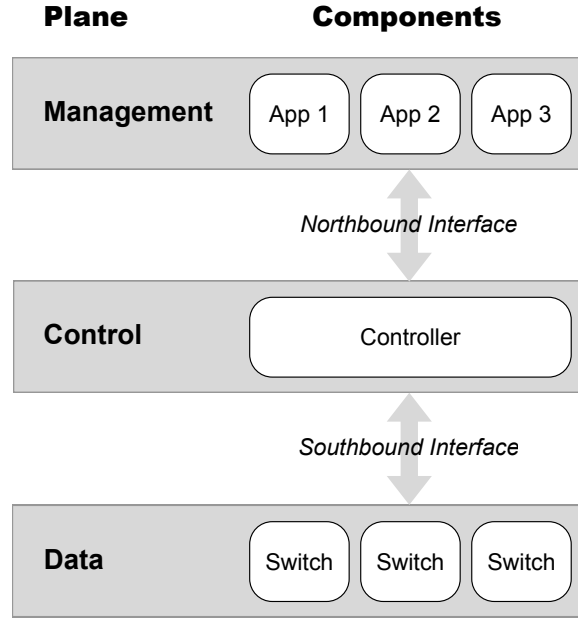 Plane Components
Management App 1 App 2 App 3
Northbound Interface
Control Controller
Southbound Interface
Data Switch Switch Switch